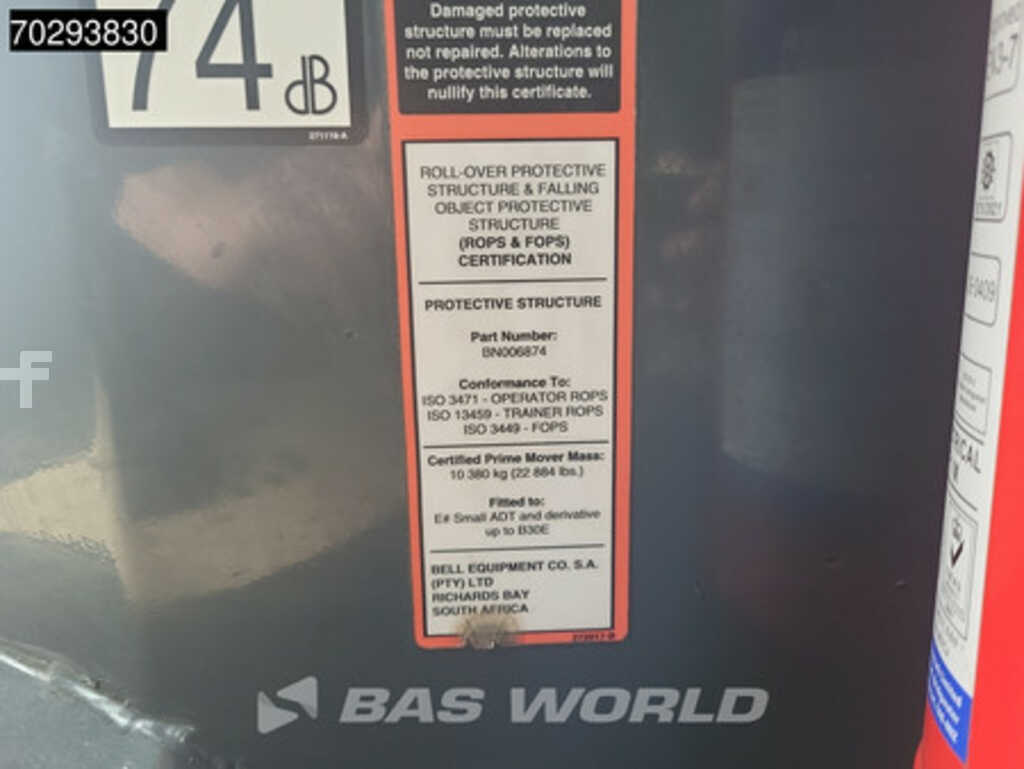 70293830
74
dB
271116-A
Damaged protective
structure must be replaced
not repaired. Alterations to
the protective structure will
nullify this certificate.
ROLL-OVER PROTECTIVE
STRUCTURE & FALLING
OBJECT PROTECTIVE
STRUCTURE
(ROPS & FOPS)
CERTIFICATION
PROTECTIVE STRUCTURE
Part Number:
BN006874
Conformance To:
ISO 3471 - OPERATOR ROPS
ISO 13459 - TRAINER ROPS
ISO 3449 - FOPS
Certified Prime Mover Mass:
10 380 kg (22 884 lbs.)
Fitted to:
E# Small ADT and derivative
up to B30E
BELL EQUIPMENT CO. S.A.
(PTY) LTD
RICHARDS BAY
SOUTH AFRICA
f
BAS WORLD